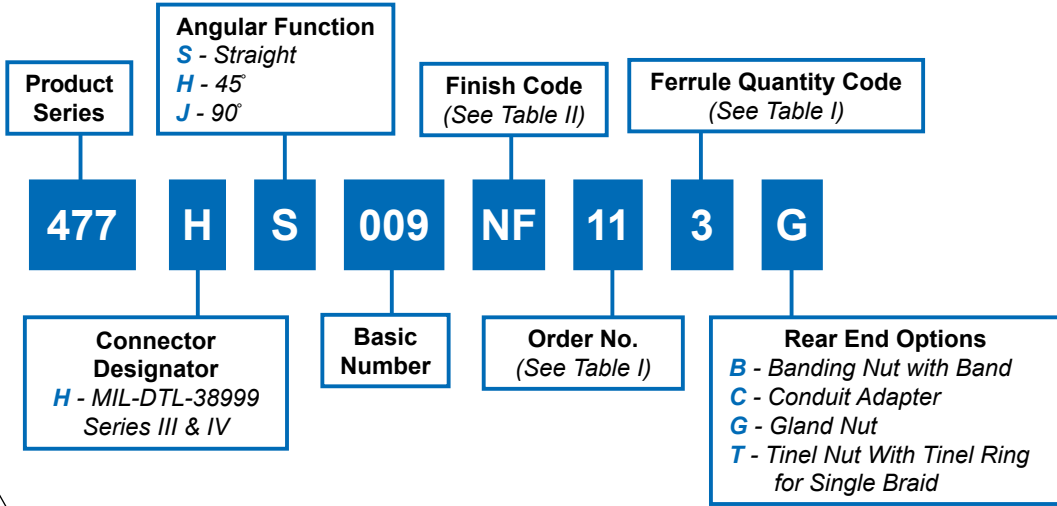 Product
Series
Angular Function
S - Straight
H - 45°
J - 90°
Finish Code
(See Table II)
Ferrule Quantity Code
(See Table I)
477 H S 009 NF 11 3 G
Connector
Designator
H - MIL-DTL-38999
Series III & IV
Basic
Number
Order No.
(See Table I)
Rear End Options
B - Banding Nut with Band
C - Conduit Adapter
G - Gland Nut
T - Tinel Nut With Tinel Ring
for Single Braid